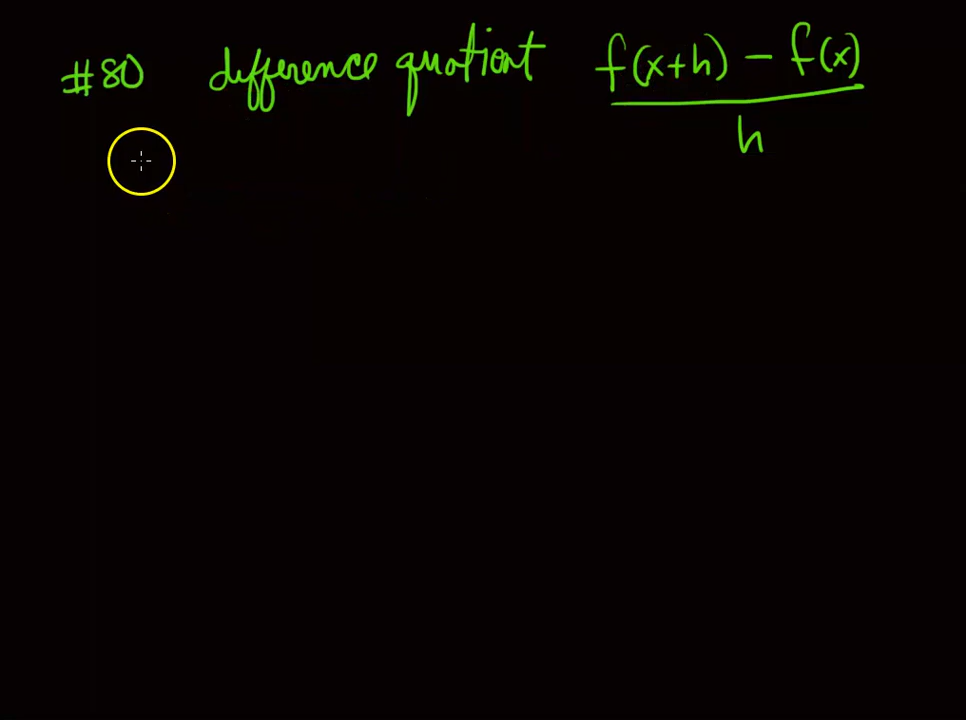 #80 difference quotient f(x+h) - f(x)
h